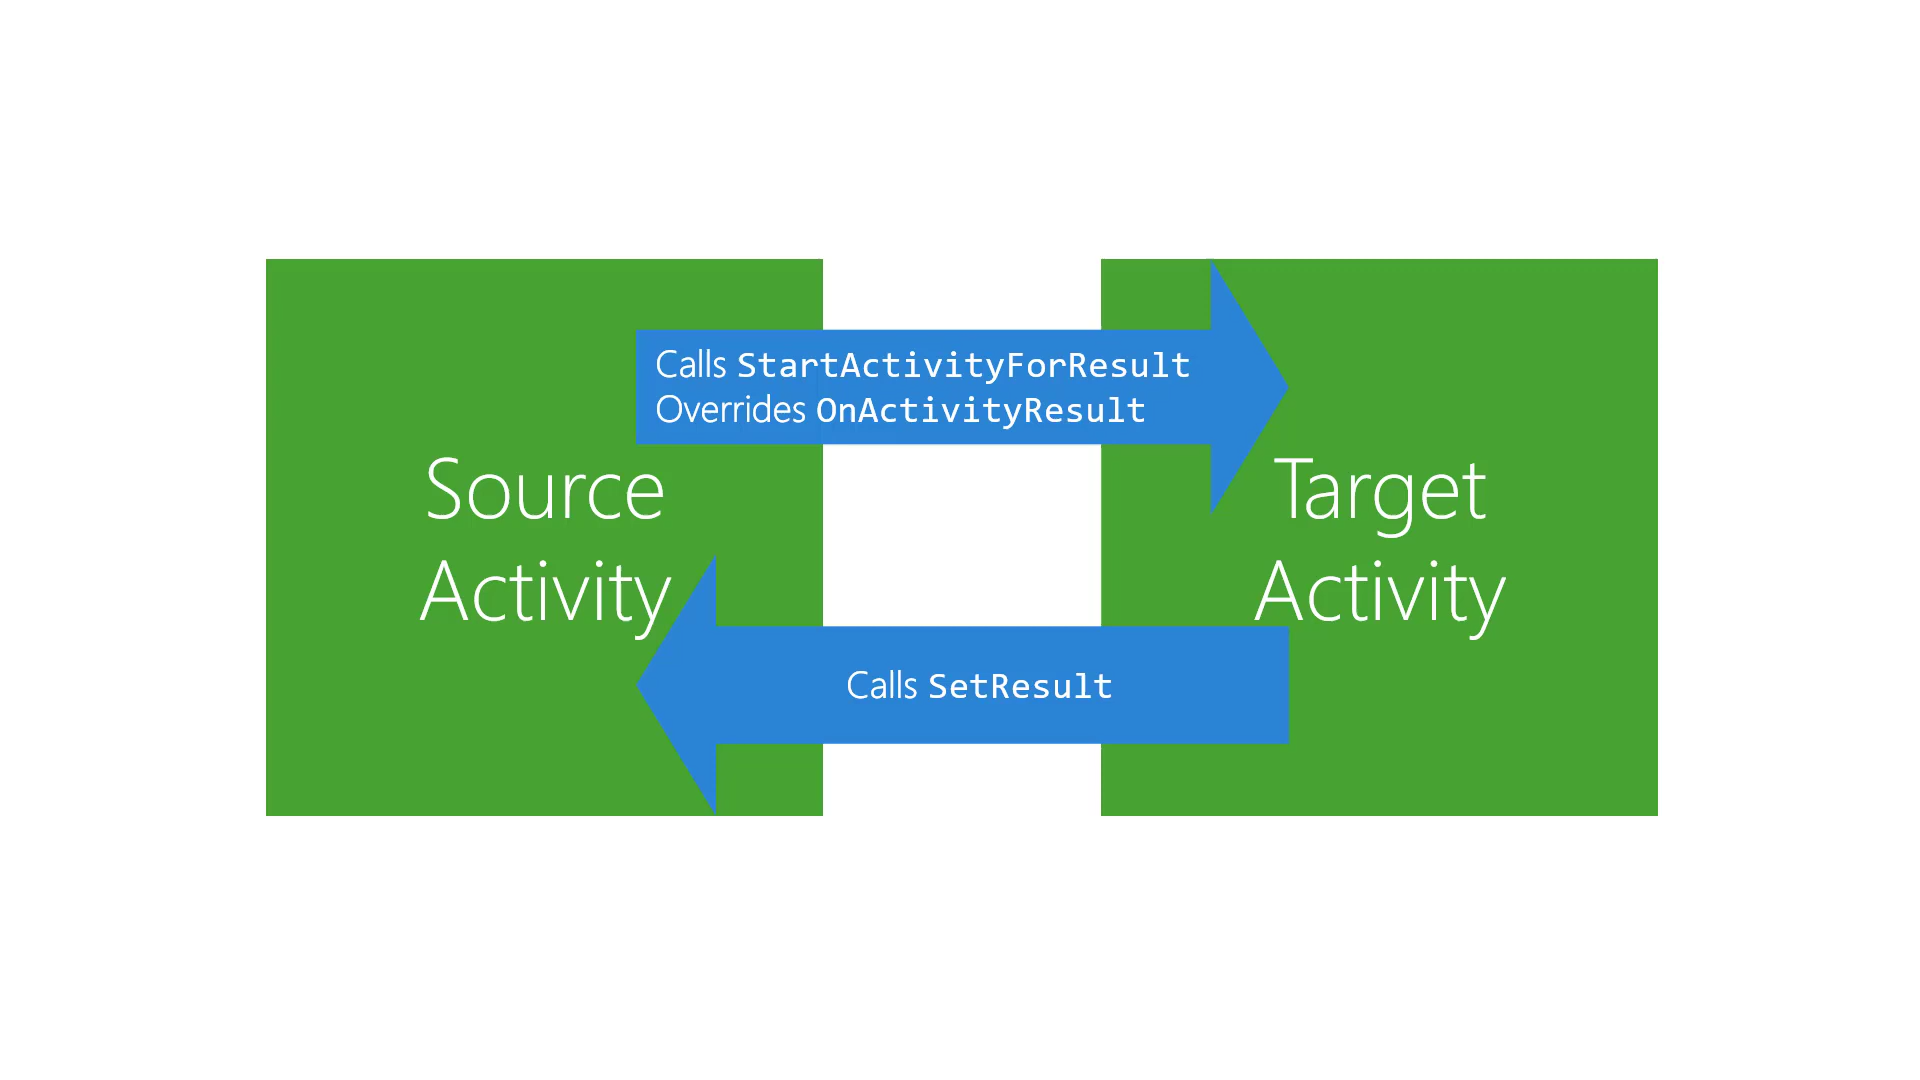 Calls StartActivityForResult
Overrides OnActivityResult
Source
Activity
Target
Activity
Calls SetResult